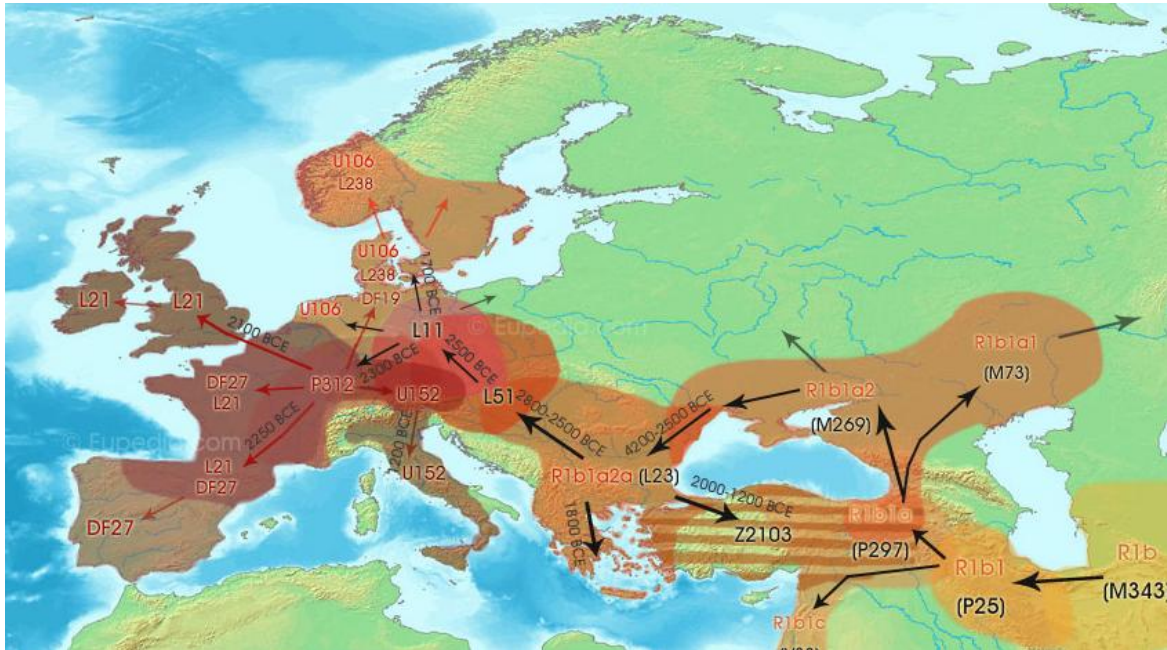 U106
L238
U106
L238
DF19
1700 BCE
U106
L21
L21
2100 BCE
L11
© Eupedia.com
2500 BCE
2300-BCE
DF27
L21
P312
U152
L51
2250 BCE
© Eupedia.com
U152
L21
DF27
DF27
2800-2500 BCE
4200-2500 BCE
R1b1a2a (L23)
1800 BCE
2000-1200 BCE
Z2103
R1b1a2
(M269)
R1b1a1
(M73)
R1b1a
(P297)
R1b1
(P25)
R1b
(M343)
R1b1c